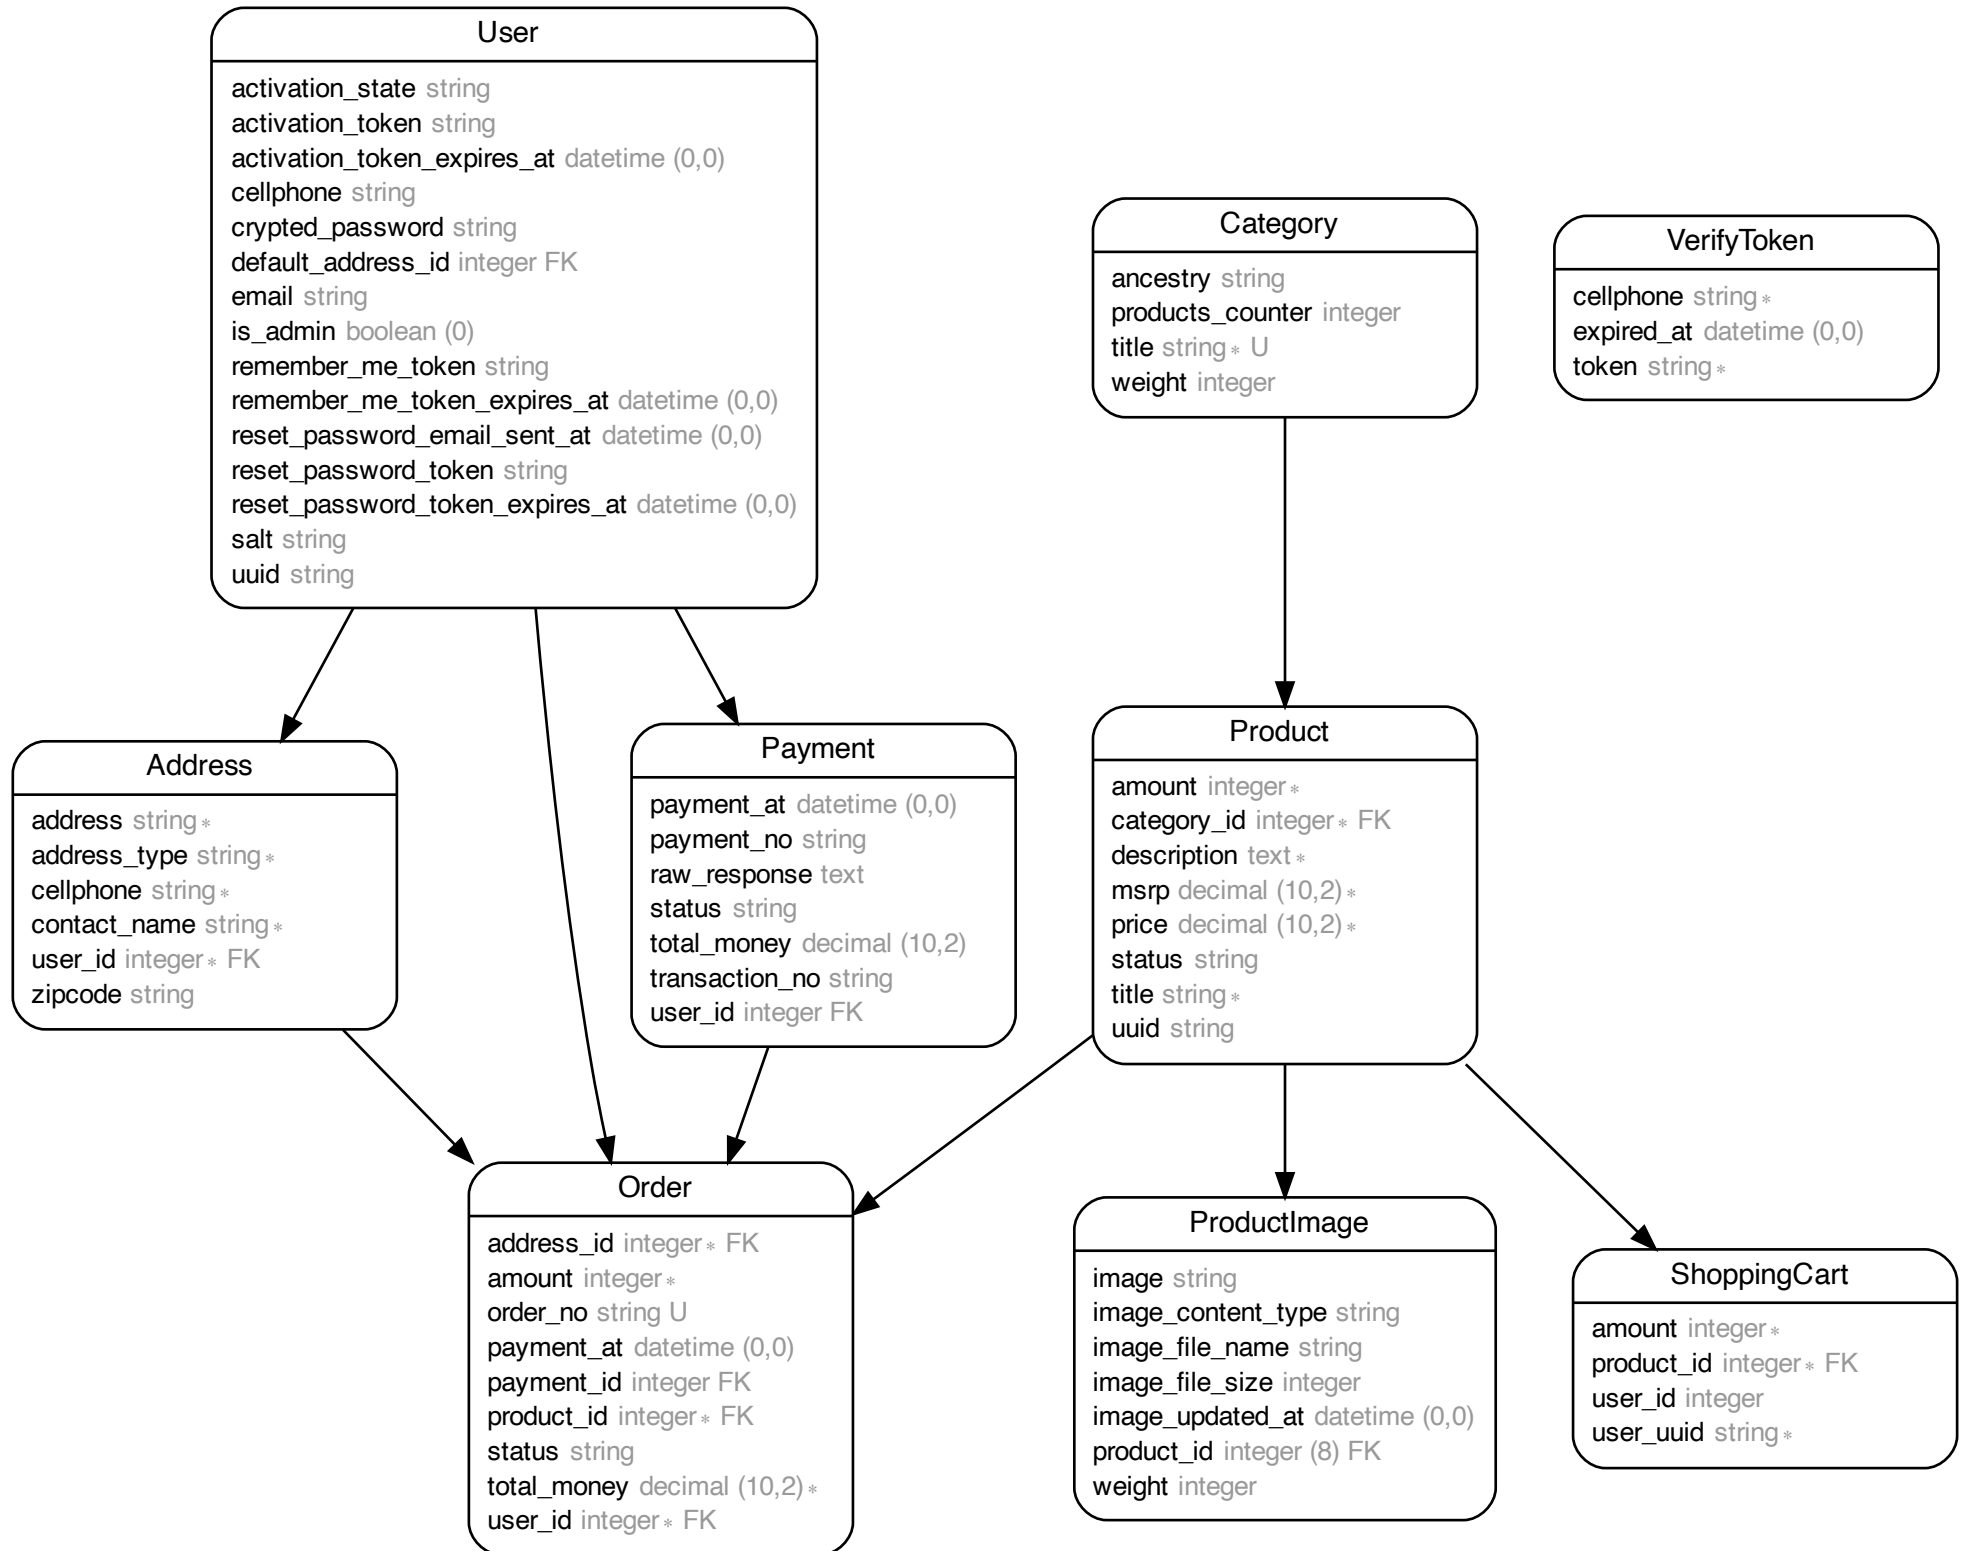 User
activation_state string
activation_token string
activation_token_expires_at datetime (0,0)
cellphone string
crypted_password string
default_address_id integer FK
email string
is_admin boolean (0)
remember_me_token string
remember_me_token_expires_at datetime (0,0)
reset_password_email_sent_at datetime (0,0)
reset_password_token string
reset_password_token_expires_at datetime (0,0)
salt string
uuid string
Category
ancestry string
products_counter integer
title string* U
weight integer
VerifyToken
cellphone string*
expired_at datetime (0,0)
token string*
Address
address string*
address_type string*
cellphone string*
contact_name string*
user_id integer* FK
zipcode string
Payment
payment_at datetime (0,0)
payment_no string
raw_response text
status string
total_money decimal (10,2)
transaction_no string
user_id integer FK
Product
amount integer*
category_id integer* FK
description text*
msrp decimal (10,2)*
price decimal (10,2)*
status string
title string*
uuid string
Order
address_id integer* FK
amount integer*
order_no string U
payment_at datetime (0,0)
payment_id integer FK
product_id integer* FK
status string
total_money decimal (10,2)*
user_id integer* FK
ProductImage
image string
image_content_type string
image_file_name string
image_file_size integer
image_updated_at datetime (0,0)
product_id integer (8) FK
weight integer
ShoppingCart
amount integer*
product_id integer* FK
user_id integer
user_uuid string*